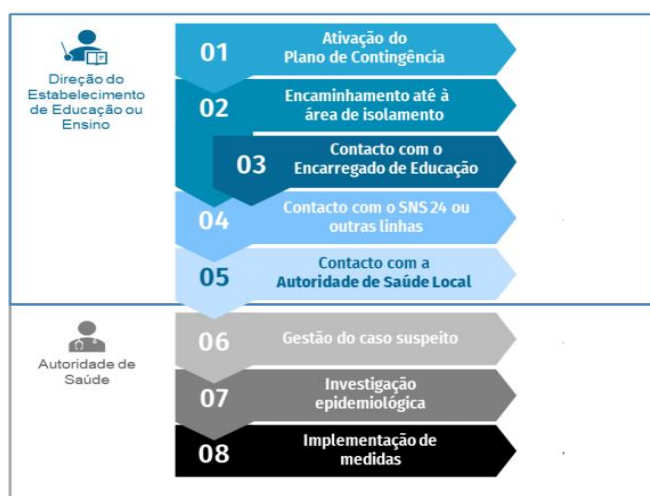 Direção do
Estabelecimento
de Educação ou
Ensino
01
Ativação do
Plano de Contingência
02
Encaminhamento até à
área de isolamento
03
Contacto com o
Encarregado de Educação
04
Contacto com o SNS 24 ou
outras linhas
05
Contacto com a
Autoridade de Saúde Local
Autoridade de
Saúde
06
Gestão do caso suspeito
07
Investigação
epidemiológica
08
Implementação de
medidas